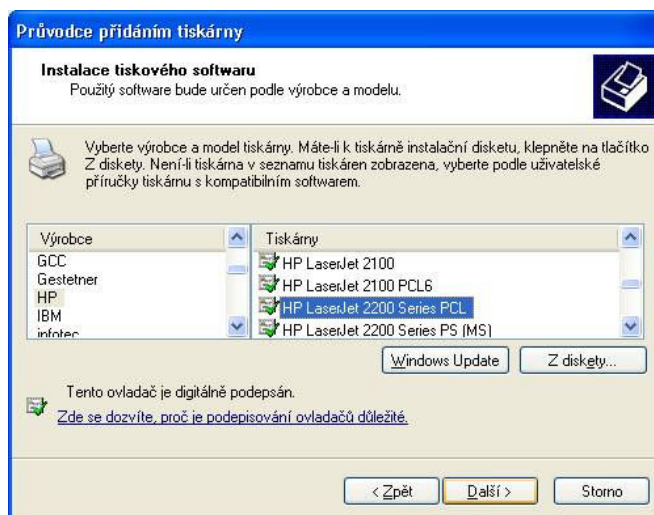 Průvodce přidáním tiskárny
Instalace tiskového softwaru
Použitý software bude určen podle výrobce a modelu.
Vyberte výrobce a model tiskárny. Máte-li k tiskárně instalační disketu, klepněte na tlačítko
Z diskety. Není-li tiskárna v seznamu tiskáren zobrazena, vyberte podle uživatelské
příručky tiskárnu s kompatibilním softwarem.
Výrobce
GCC
Gestetner
HP
IBM
infotec
Tiskárny
HP LaserJet 2100
HP LaserJet 2100 PCL6
HP LaserJet 2200 Series PCL
HP LaserJet 2200 Series PS (MS)
Windows Update
Z diskety...
Tento ovladač je digitálně podepsán.
Zde se dozvíte, proč je podepisování ovladačů důležité.
< Zpět
Další >
Storno